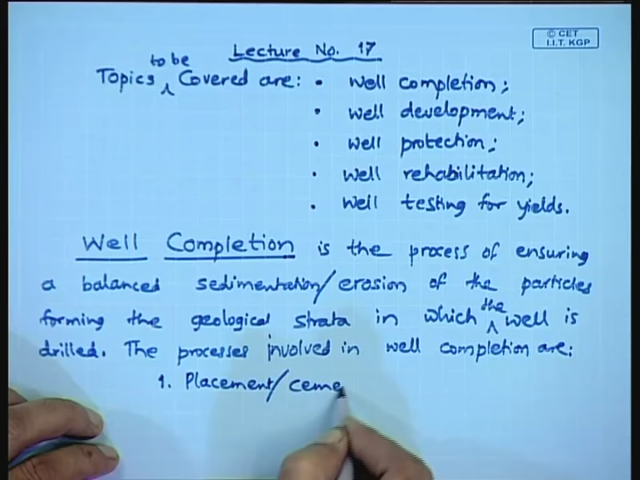 © CET
I.I.T. KGP
Lecture No. 17
to be
Topics ^ Covered are: • Well completion;
• Well development;
• Well protection;
• Well rehabilitation;
• Well testing for yields.
Well Completion is the process of ensuring
a balanced sedimentation/erosion of the particles
forming the geological strata in which ^the well is
drilled. The processes involved in well completion are:
1. Placement/ceme